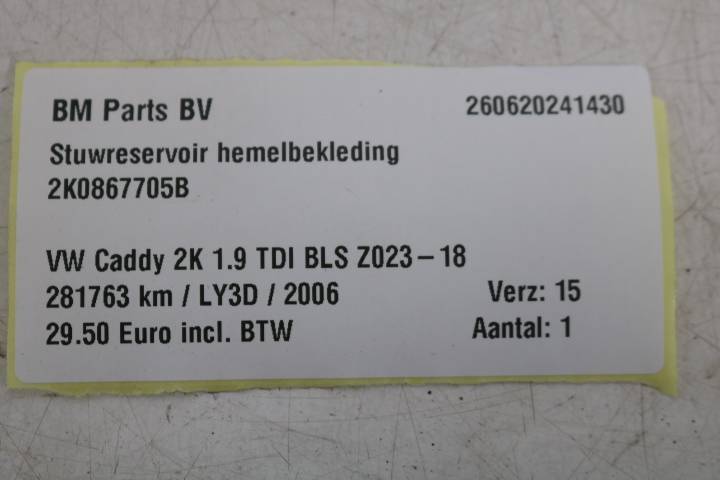 BM Parts BV 260620241430
Stuwreservoir hemelbekleding
2K0867705B
VW Caddy 2K 1.9 TDI BLS Z023-18
281763 km / LY3D / 2006 Verz: 15
29.50 Euro incl. BTW Aantal: 1